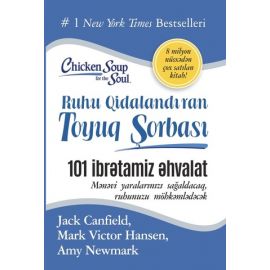 # 1 New York Times Bestselleri
8 milyon
nüsxədən
çox satılan
kitab!
Chicken Soup
for the
Soul
Ruhu Qidalandıran
Toyuq Şorbası
101 ibrətamiz əhvalat
Mənəvi yaralarınızı sağaldacaq,
ruhunuzu möhkəmlədəcək
Jack Canfield,
Mark Victor Hansen,
Amy Newmark